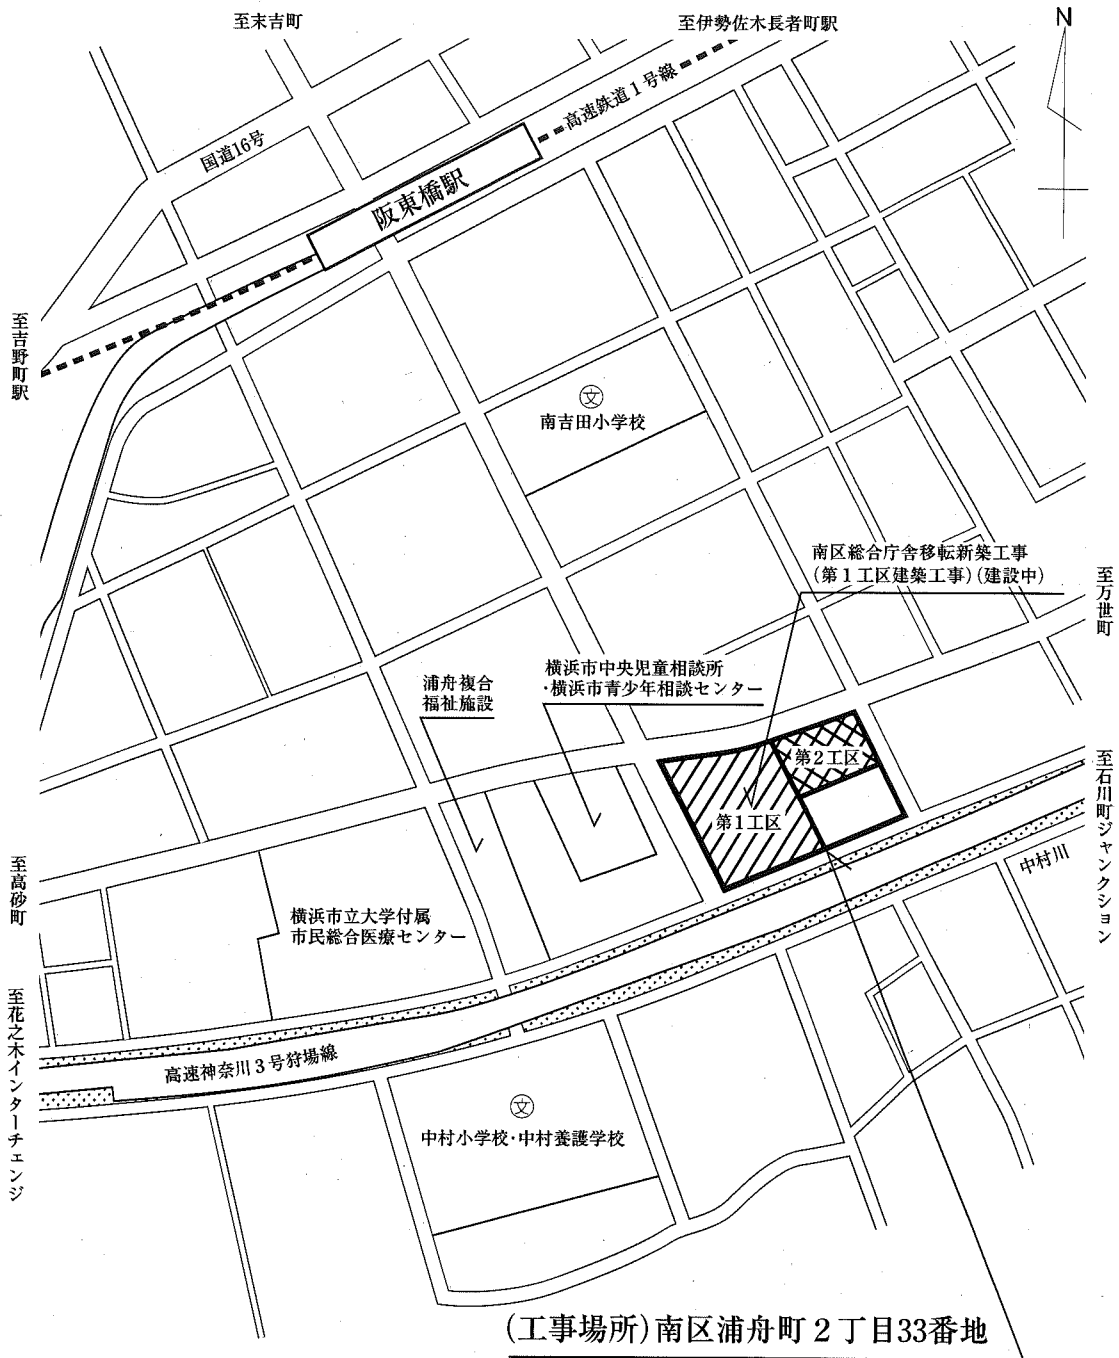 至末吉町
至伊勢佐木長者町駅
N
高速鉄道1号線
国道16号
阪東橋駅
至吉野町駅
文
南吉田小学校
南区総合庁舎移転新築工事
(第1工区建築工事)(建設中)
至万世町
横浜市中央児童相談所
・横浜市青少年相談センター
浦舟複合
福祉施設
第2工区
第1工区
至石川町ジャンクション
中村川
至高砂町
横浜市立大学付属
市民総合医療センター
至花之木インターチェンジ
高速神奈川3号狩場線
文
中村小学校・中村養護学校
(工事場所)南区浦舟町2丁目33番地